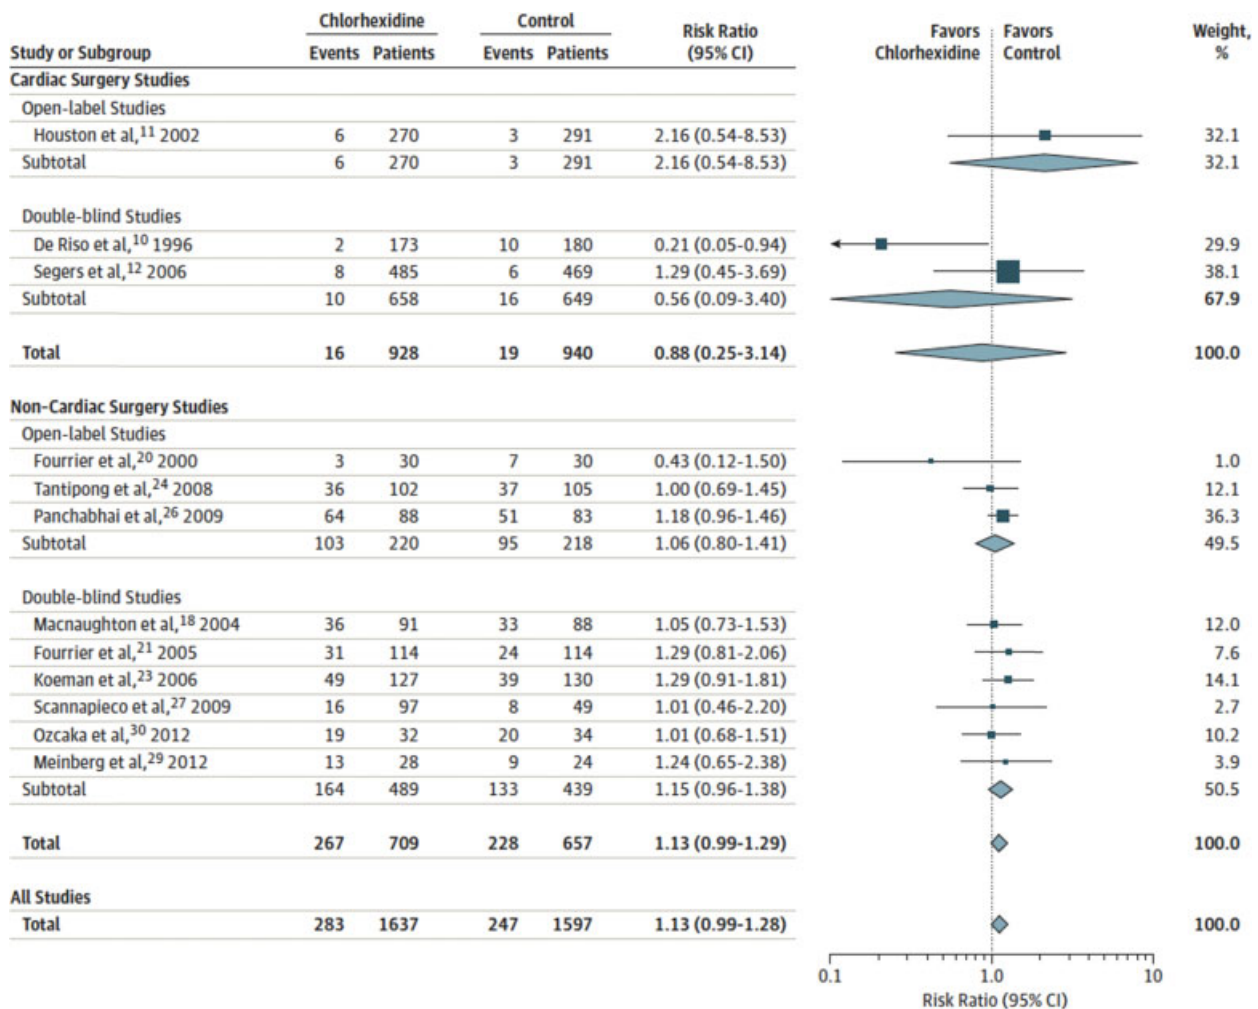 Chlorhexidine Control Risk Ratio (95% CI) Favors Chlorhexidine Favors Control Weight, %
Study or Subgroup Events Patients Events Patients
Cardiac Surgery Studies
Open-label Studies
Houston et al,11 2002 6 270 3 291 2.16 (0.54-8.53) 32.1
Subtotal 6 270 3 291 2.16 (0.54-8.53) 32.1
Double-blind Studies
De Riso et al,10 1996 2 173 10 180 0.21 (0.05-0.94) 29.9
Segers et al,12 2006 8 485 6 469 1.29 (0.45-3.69) 38.1
Subtotal 10 658 16 649 0.56 (0.09-3.40) 67.9
Total 16 928 19 940 0.88 (0.25-3.14) 100.0
Non-Cardiac Surgery Studies
Open-label Studies
Fourrier et al,20 2000 3 30 7 30 0.43 (0.12-1.50) 1.0
Tantipong et al,24 2008 36 102 37 105 1.00 (0.69-1.45) 12.1
Panchabhai et al,26 2009 64 88 51 83 1.18 (0.96-1.46) 36.3
Subtotal 103 220 95 218 1.06 (0.80-1.41) 49.5
Double-blind Studies
Macnaughton et al,18 2004 36 91 33 88 1.05 (0.73-1.53) 12.0
Fourrier et al,21 2005 31 114 24 114 1.29 (0.81-2.06) 7.6
Koeman et al,23 2006 49 127 39 130 1.29 (0.91-1.81) 14.1
Scannapieco et al,27 2009 16 97 8 49 1.01 (0.46-2.20) 2.7
Ozcaka et al,30 2012 19 32 20 34 1.01 (0.68-1.51) 10.2
Meinberg et al,29 2012 13 28 9 24 1.24 (0.65-2.38) 3.9
Subtotal 164 489 133 439 1.15 (0.96-1.38) 50.5
Total 267 709 228 657 1.13 (0.99-1.29) 100.0
All Studies
Total 283 1637 247 1597 1.13 (0.99-1.28) 100.0
0.1 1.0 10
Risk Ratio (95% CI)